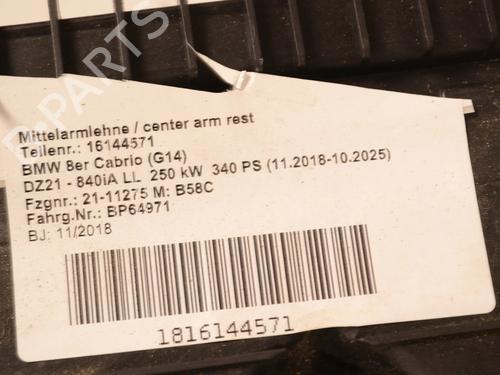 B-PARTS
Mittelarmlehne / center arm rest
Teilenr.: 16144571
BMW 8er Cabrio (G14)
DZ21 - 840iA LL 250 kW 340 PS (11.2018-10.2025)
Fzgnr.: 21-11275 M: B58C
Fahrg.Nr.: BP64971
BJ: 11/2018
1816144571